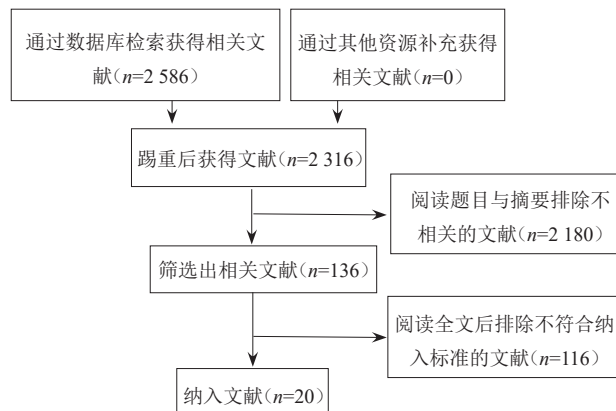 通过数据库检索获得相关文
献（n=2 586）
通过其他资源补充获得
相关文献（n=0）
踢重后获得文献（n=2 316）
阅读题目与摘要排除不
相关的文献（n=2 180）
筛选出相关文献（n=136）
阅读全文后排除不符合纳
入标准的文献（n=116）
纳入文献（n=20）